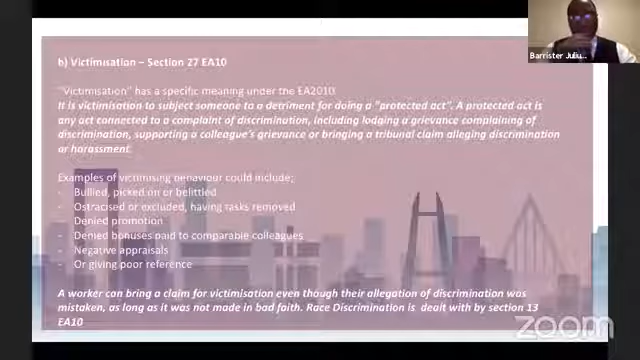 Barrister Juliu...
b) Victimisation – Section 27 EA10
"Victimisation" has a specific meaning under the EA2010.
It is victimisation to subject someone to a detriment for doing a "protected act". A protected act is
any act connected to a complaint of discrimination, including lodging a grievance complaining of
discrimination, supporting a colleague's grievance or bringing a tribunal claim alleging discrimination
or harassment.
Examples of victimising behaviour could include;
- Bullied, picked on or belittled
- Ostracised or excluded, having tasks removed
- Denied promotion
- Denied bonuses paid to comparable colleagues
- Negative appraisals
- Or giving poor reference
A worker can bring a claim for victimisation even though their allegation of discrimination was
mistaken, as long as it was not made in bad faith. Race Discrimination is dealt with by section 13
EA10
zoom